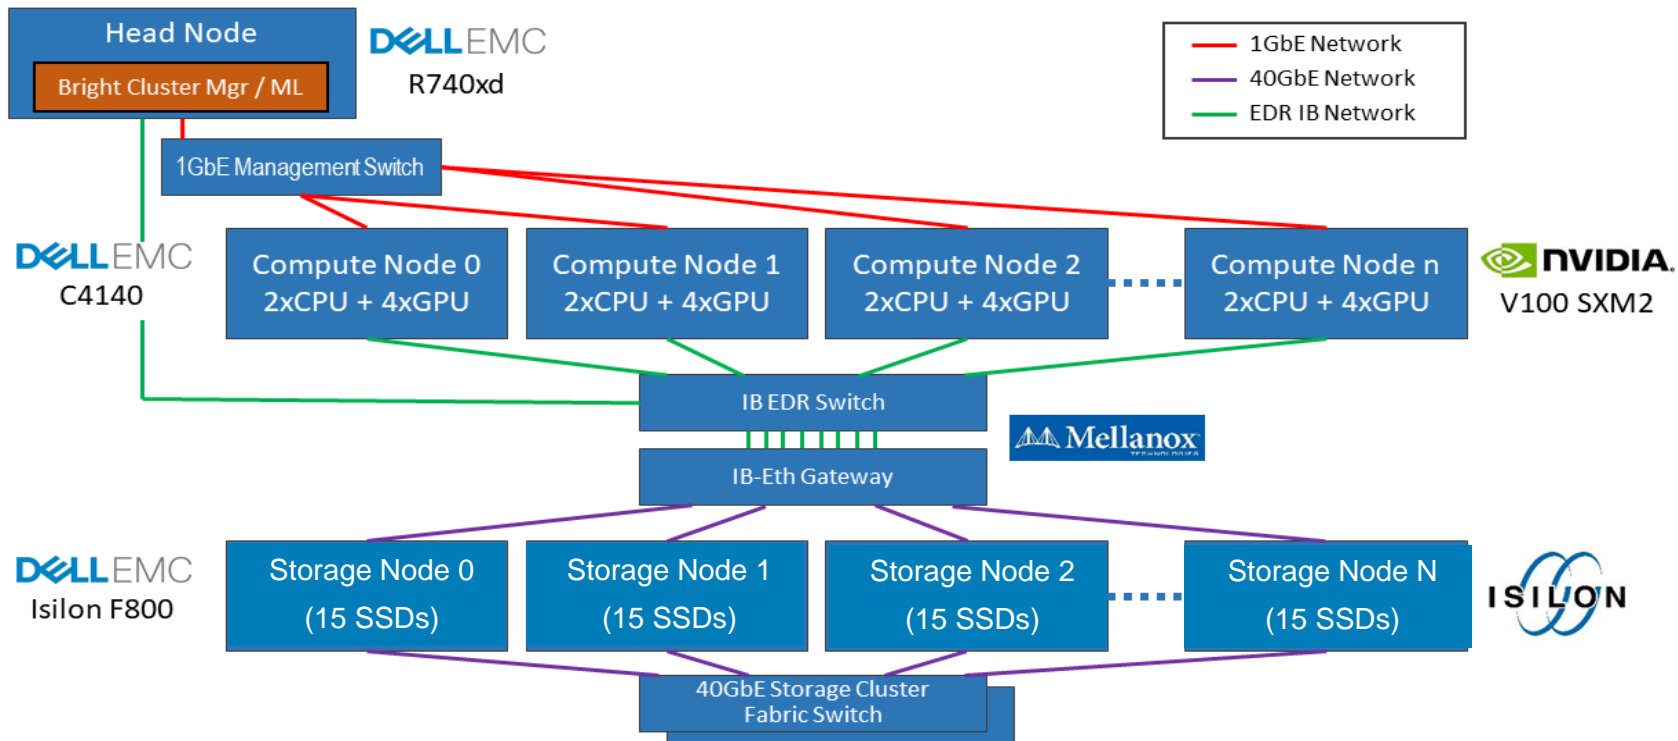 Head Node
Bright Cluster Mgr / ML
DELLEMC
R740xd
1GbE Network
40GbE Network
EDR IB Network
1GbE Management Switch
DELLEMC
C4140
Compute Node 0
2xCPU + 4xGPU
Compute Node 1
2xCPU + 4xGPU
Compute Node 2
2xCPU + 4xGPU
Compute Node n
2xCPU + 4xGPU
NVIDIA.
V100 SXM2
IB EDR Switch
Mellanox
TECHNOLOGIES
IB-Eth Gateway
DELLEMC
Isilon F800
Storage Node 0
(15 SSDs)
Storage Node 1
(15 SSDs)
Storage Node 2
(15 SSDs)
Storage Node N
(15 SSDs)
ISILON
40GbE Storage Cluster
Fabric Switch